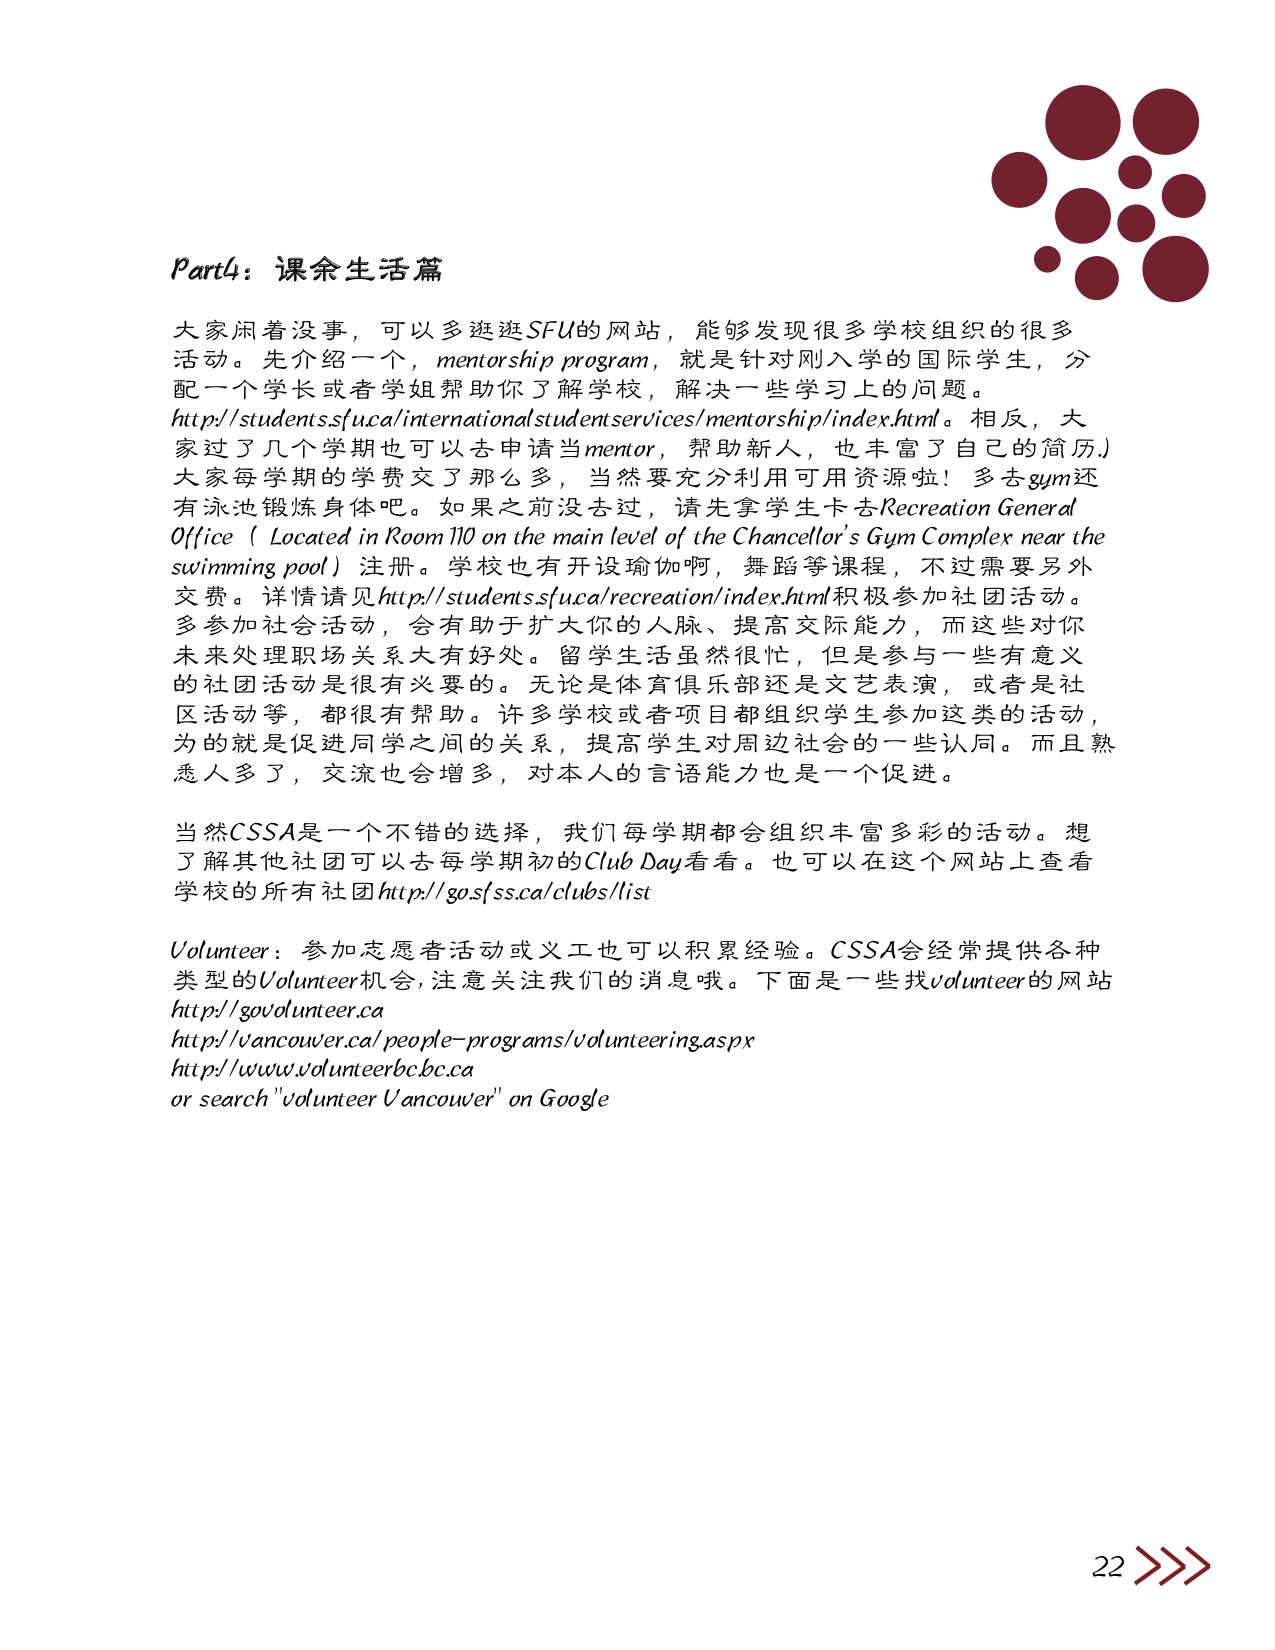 Part4：课余生活篇
大家闲着没事，可以多逛逛SFU的网站，能够发现很多学校组织的很多
活动。先介绍一个，mentorship program，就是针对刚入学的国际学生，分
配一个学长或者学姐帮助你了解学校，解决一些学习上的问题。
http://students.sfu.ca/internationalstudentservices/mentorship/index.html。相反，大
家过了几个学期也可以去申请当mentor，帮助新人，也丰富了自己的简历.)
大家每学期的学费交了那么多，当然要充分利用可用资源啦！多去gym还
有泳池锻炼身体吧。如果之前没去过，请先拿学生卡去Recreation General
Office（ Located in Room 110 on the main level of the Chancellor's Gym Complex near the
swimming pool）注册。学校也有开设瑜伽啊，舞蹈等课程，不过需要另外
交费。详情请见http://students.sfu.ca/recreation/index.html积极参加社团活动。
多参加社会活动，会有助于扩大你的人脉、提高交际能力，而这些对你
未来处理职场关系大有好处。留学生活虽然很忙，但是参与一些有意义
的社团活动是很有必要的。无论是体育俱乐部还是文艺表演，或者是社
区活动等，都很有帮助。许多学校或者项目都组织学生参加这类的活动，
为的就是促进同学之间的关系，提高学生对周边社会的一些认同。而且熟
悉人多了，交流也会增多，对本人的言语能力也是一个促进。
当然CSSA是一个不错的选择，我们每学期都会组织丰富多彩的活动。想
了解其他社团可以去每学期初的Club Day看看。也可以在这个网站上查看
学校的所有社团http://go.sfss.ca/clubs/list
Volunteer：参加志愿者活动或义工也可以积累经验。CSSA会经常提供各种
类型的Volunteer机会,注意关注我们的消息哦。下面是一些找volunteer的网站
http://govolunteer.ca
http://vancouver.ca/people-programs/volunteering.aspx
http://www.volunteerbc.bc.ca
or search "volunteer Vancouver" on Google
22